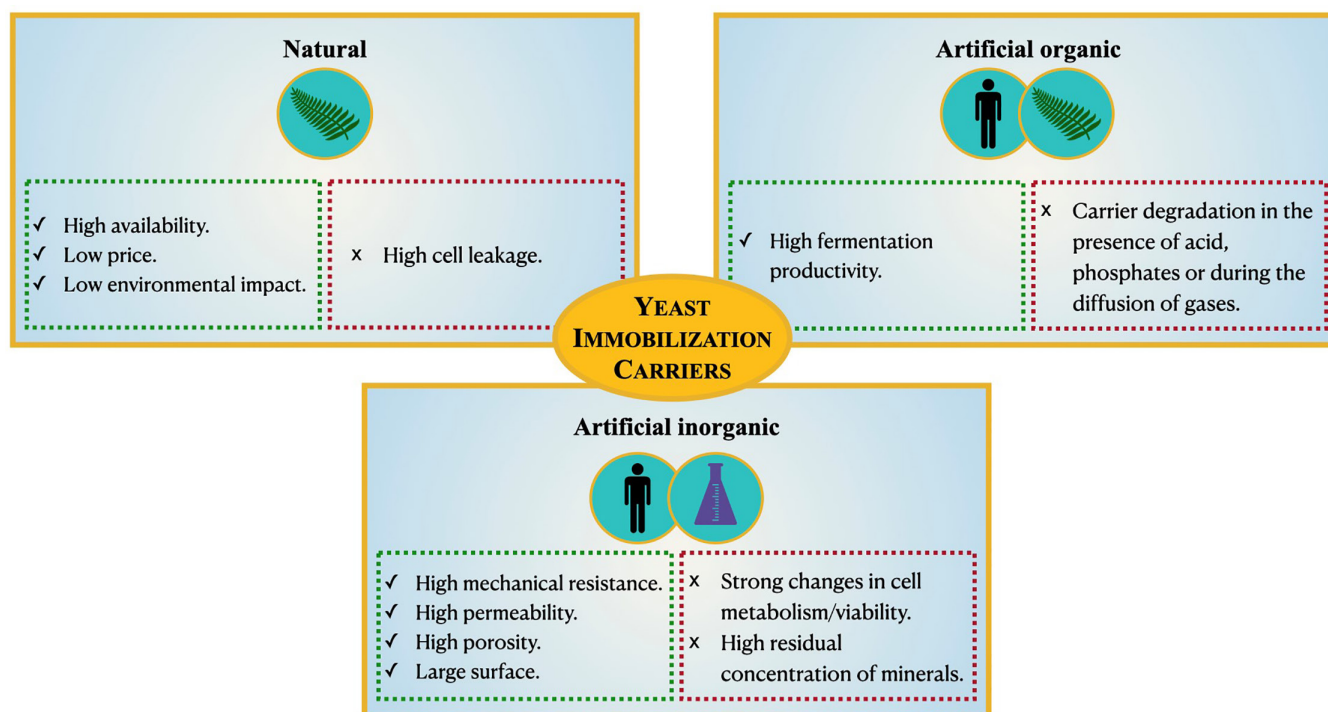 Natural
✓ High availability.
✓ Low price.
✓ Low environmental impact.
x High cell leakage.
Artificial organic
✓ High fermentation
productivity.
x Carrier degradation in the
presence of acid,
phosphates or during the
diffusion of gases.
YEAST
IMMOBILIZATION
CARRIERS
Artificial inorganic
✓ High mechanical resistance.
✓ High permeability.
✓ High porosity.
✓ Large surface.
x Strong changes in cell
metabolism/viability.
x High residual
concentration of minerals.